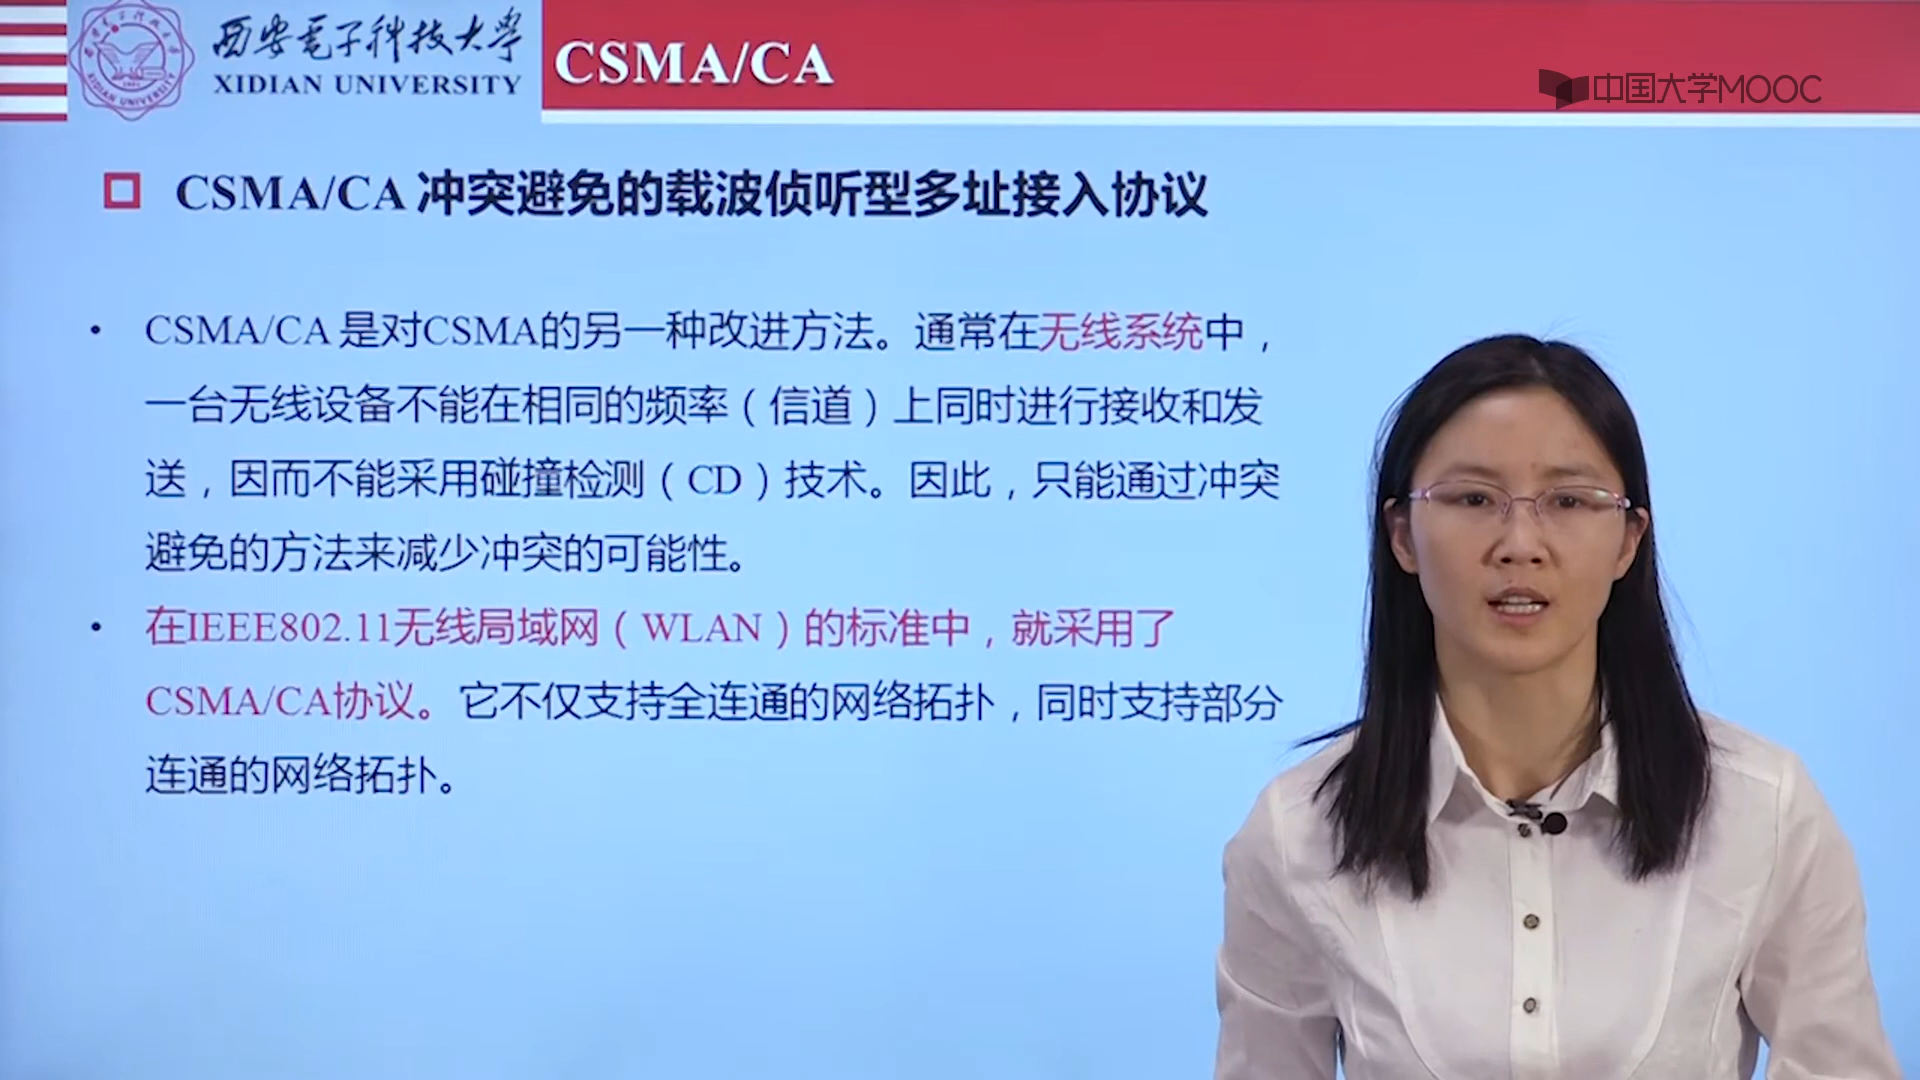 西安電子科技大学
XIDIAN UNIVERSITY
CSMA/CA
中国大学MOOC
CSMA/CA 冲突避免的载波侦听型多址接入协议
• CSMA/CA 是对CSMA的另一种改进方法。通常在无线系统中，
一台无线设备不能在相同的频率（信道）上同时进行接收和发
送，因而不能采用碰撞检测（CD）技术。因此，只能通过冲突
避免的方法来减少冲突的可能性。
• 在IEEE802.11无线局域网（WLAN）的标准中，就采用了
CSMA/CA协议。它不仅支持全连通的网络拓扑，同时支持部分
连通的网络拓扑。